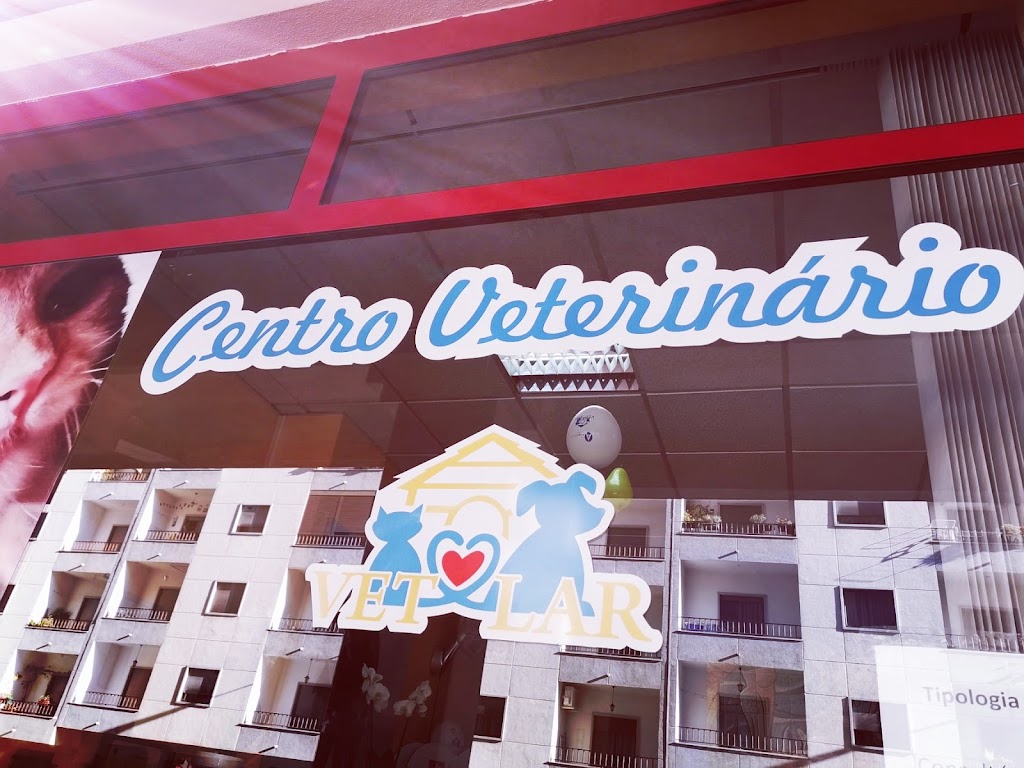 Centro Veterinário
VET LAR
Tipologia